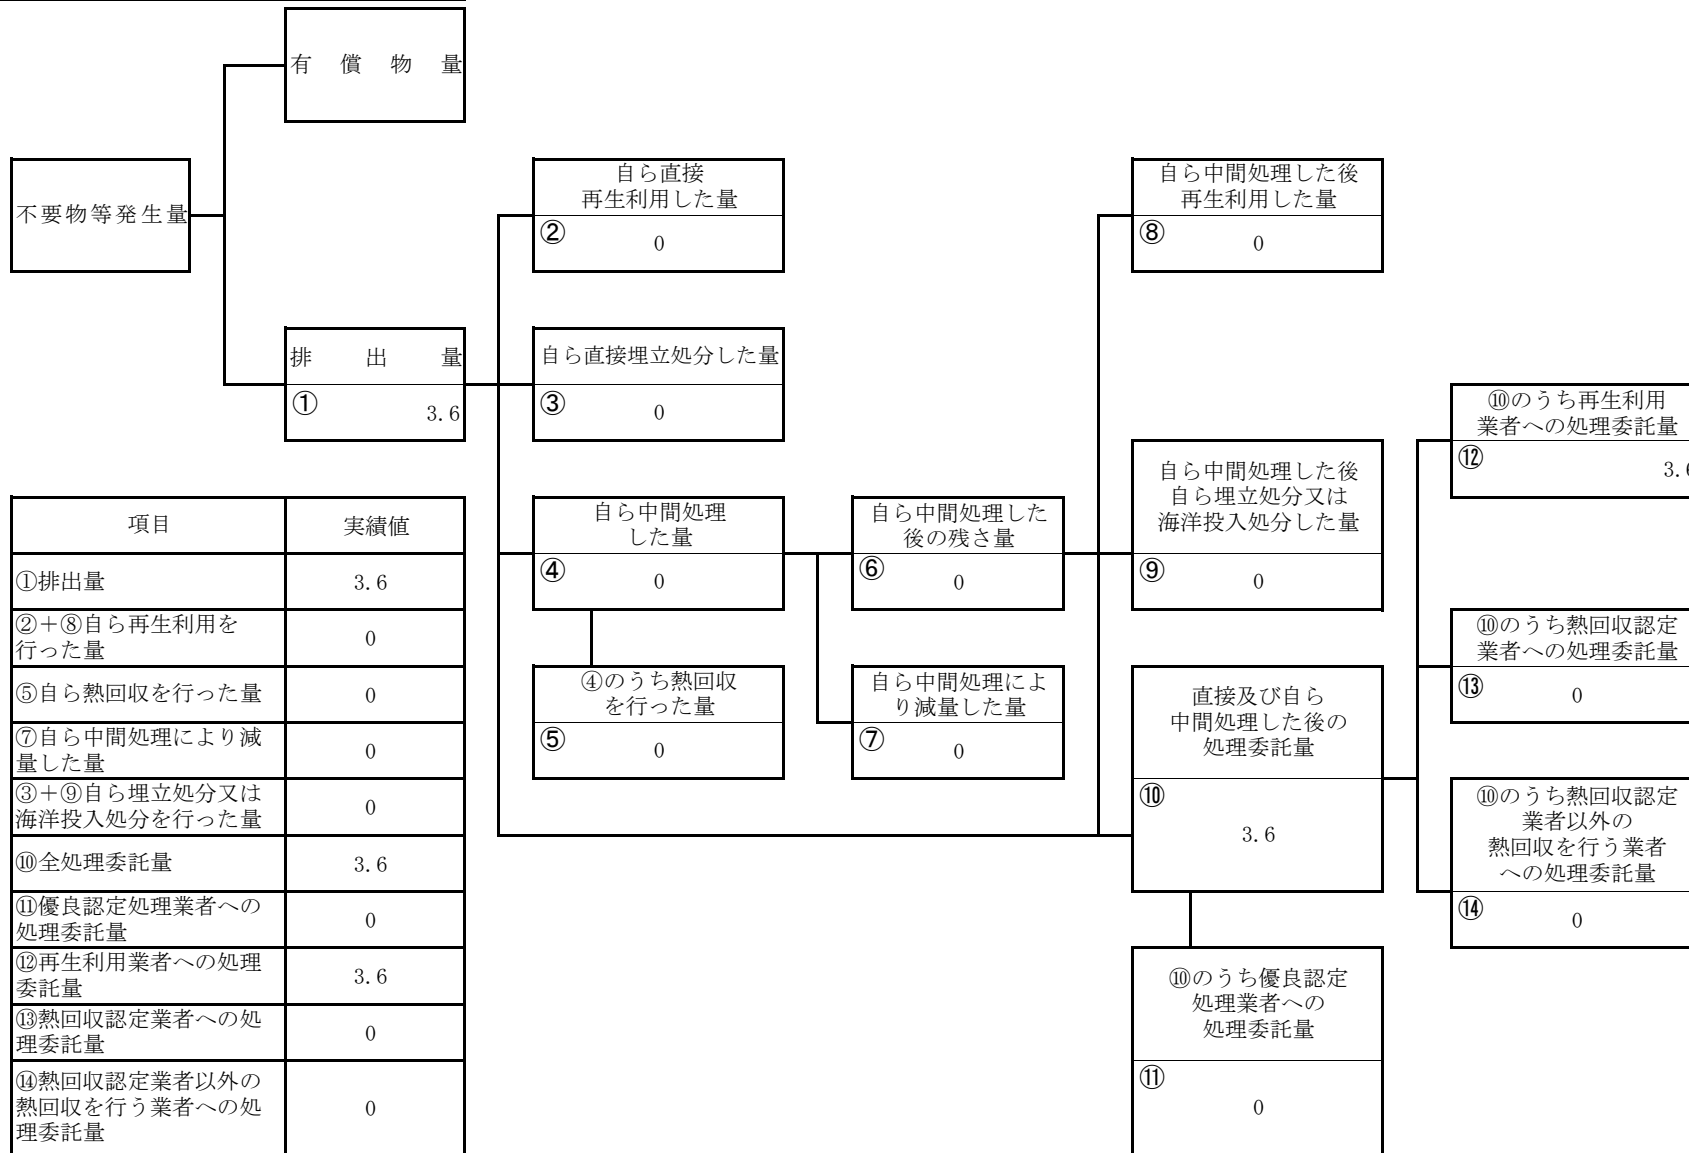 有償物量
不要物等発生量
排出量
① 3.6
自ら直接
再生利用した量
② 0
自ら直接埋立処分した量
③ 0
自ら中間処理
した量
④ 0
④のうち熱回収
を行った量
⑤ 0
自ら中間処理した
後の残さ量
⑥ 0
自ら中間処理によ
り減量した量
⑦ 0
自ら中間処理した後
再生利用した量
⑧ 0
自ら中間処理した後
自ら埋立処分又は
海洋投入処分した量
⑨ 0
直接及び自ら
中間処理した後の
処理委託量
⑩
3.6
⑩のうち優良認定
処理業者への
処理委託量
⑪
0
⑩のうち再生利用
業者への処理委託量
⑫ 3.6
⑩のうち熱回収認定
業者への処理委託量
⑬ 0
⑩のうち熱回収認定
業者以外の
熱回収を行う業者
への処理委託量
⑭ 0
項目 実績値
①排出量 3.6
②＋⑧自ら再生利用を
行った量 0
⑤自ら熱回収を行った量 0
⑦自ら中間処理により減
量した量 0
③＋⑨自ら埋立処分又は
海洋投入処分を行った量 0
⑩全処理委託量 3.6
⑪優良認定処理業者への
処理委託量 0
⑫再生利用業者への処理
委託量 3.6
⑬熱回収認定業者への処
理委託量 0
⑭熱回収認定業者以外の
熱回収を行う業者への処
理委託量 0